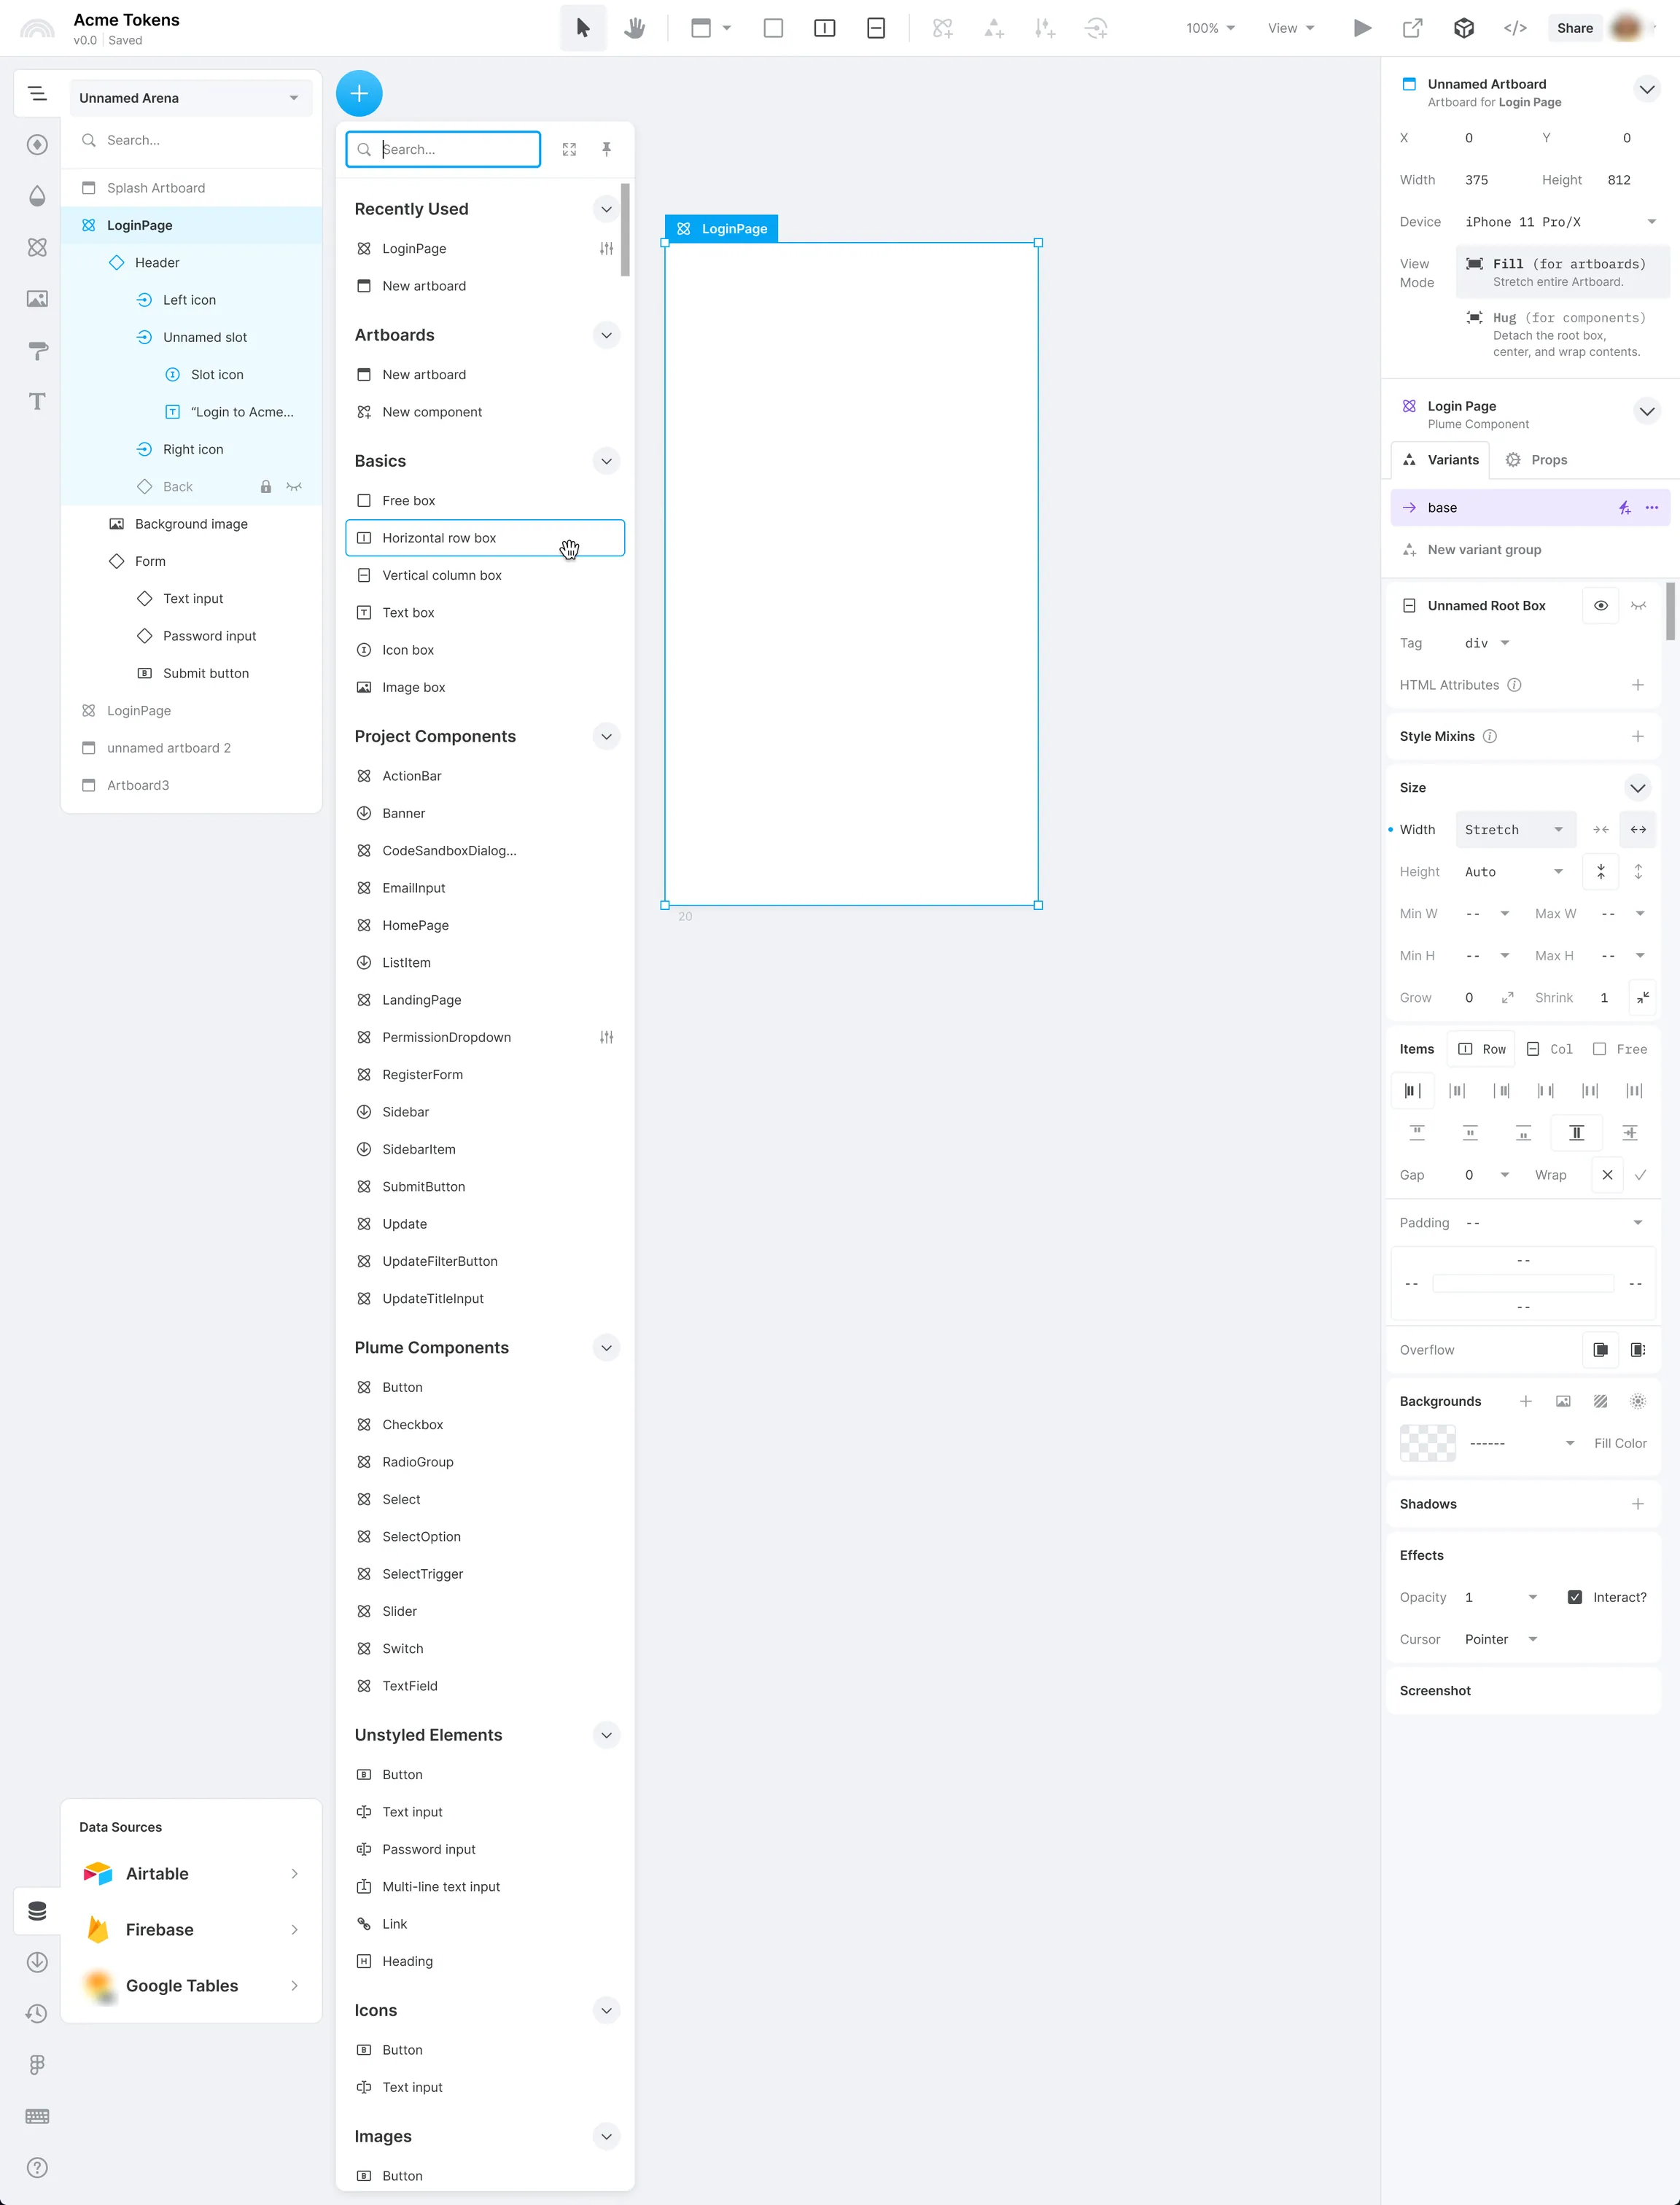 Acme Tokens
v0.0 Saved
100%
View
</>
Share
Unnamed Arena
Search...
Splash Artboard
LoginPage
Header
Left icon
Unnamed slot
Slot icon
“Login to Acme...
Right icon
Back
Background image
Form
Text input
Password input
Submit button
LoginPage
unnamed artboard 2
Artboard3
Data Sources
Airtable
Firebase
Google Tables
Search...
Recently Used
LoginPage
New artboard
Artboards
New artboard
New component
Basics
Free box
Horizontal row box
Vertical column box
Text box
Icon box
Image box
Project Components
ActionBar
Banner
CodeSandboxDialog...
EmailInput
HomePage
ListItem
LandingPage
PermissionDropdown
RegisterForm
Sidebar
SidebarItem
SubmitButton
Update
UpdateFilterButton
UpdateTitleInput
Plume Components
Button
Checkbox
RadioGroup
Select
SelectOption
SelectTrigger
Slider
Switch
TextField
Unstyled Elements
Button
Text input
Password input
Multi-line text input
Link
Heading
Icons
Button
Text input
Images
Button
LoginPage
20
Unnamed Artboard
Artboard for Login Page
X 0 Y 0
Width 375 Height 812
Device iPhone 11 Pro/X
View Mode
Fill (for artboards)
Stretch entire Artboard.
Hug (for components)
Detach the root box,
center, and wrap contents.
Login Page
Plume Component
Variants Props
base
New variant group
Unnamed Root Box
Tag div
HTML Attributes
Style Mixins
Size
Width Stretch
Height Auto
Min W -- Max W --
Min H -- Max H --
Grow 0 Shrink 1
Items Row Col Free
Gap 0 Wrap
Padding --
--
-- --
--
Overflow
Backgrounds
------ Fill Color
Shadows
Effects
Opacity 1 Interact?
Cursor Pointer
Screenshot